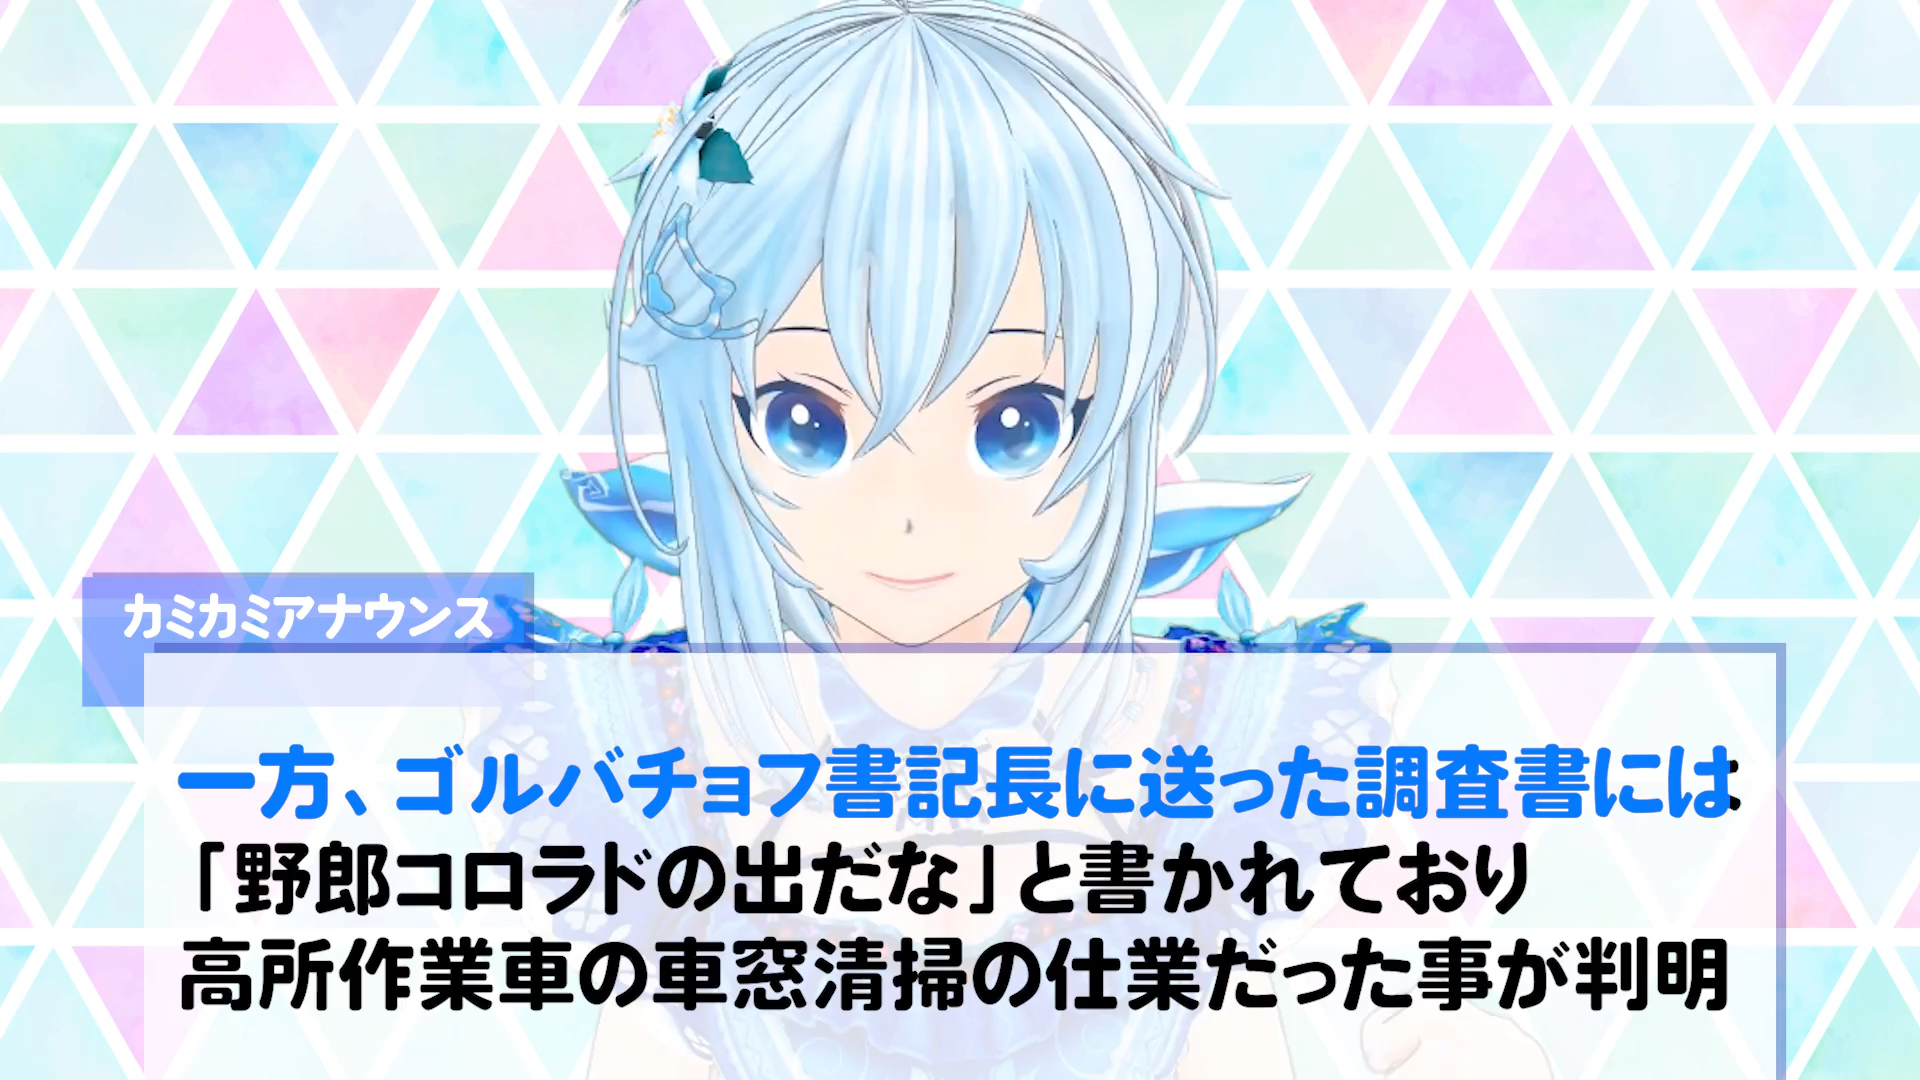 カミカミアナウンス
一方、ゴルバチョフ書記長に送った調査書には
「野郎コロラドの出だな」と書かれており
高所作業車の車窓清掃の仕業だった事が判明